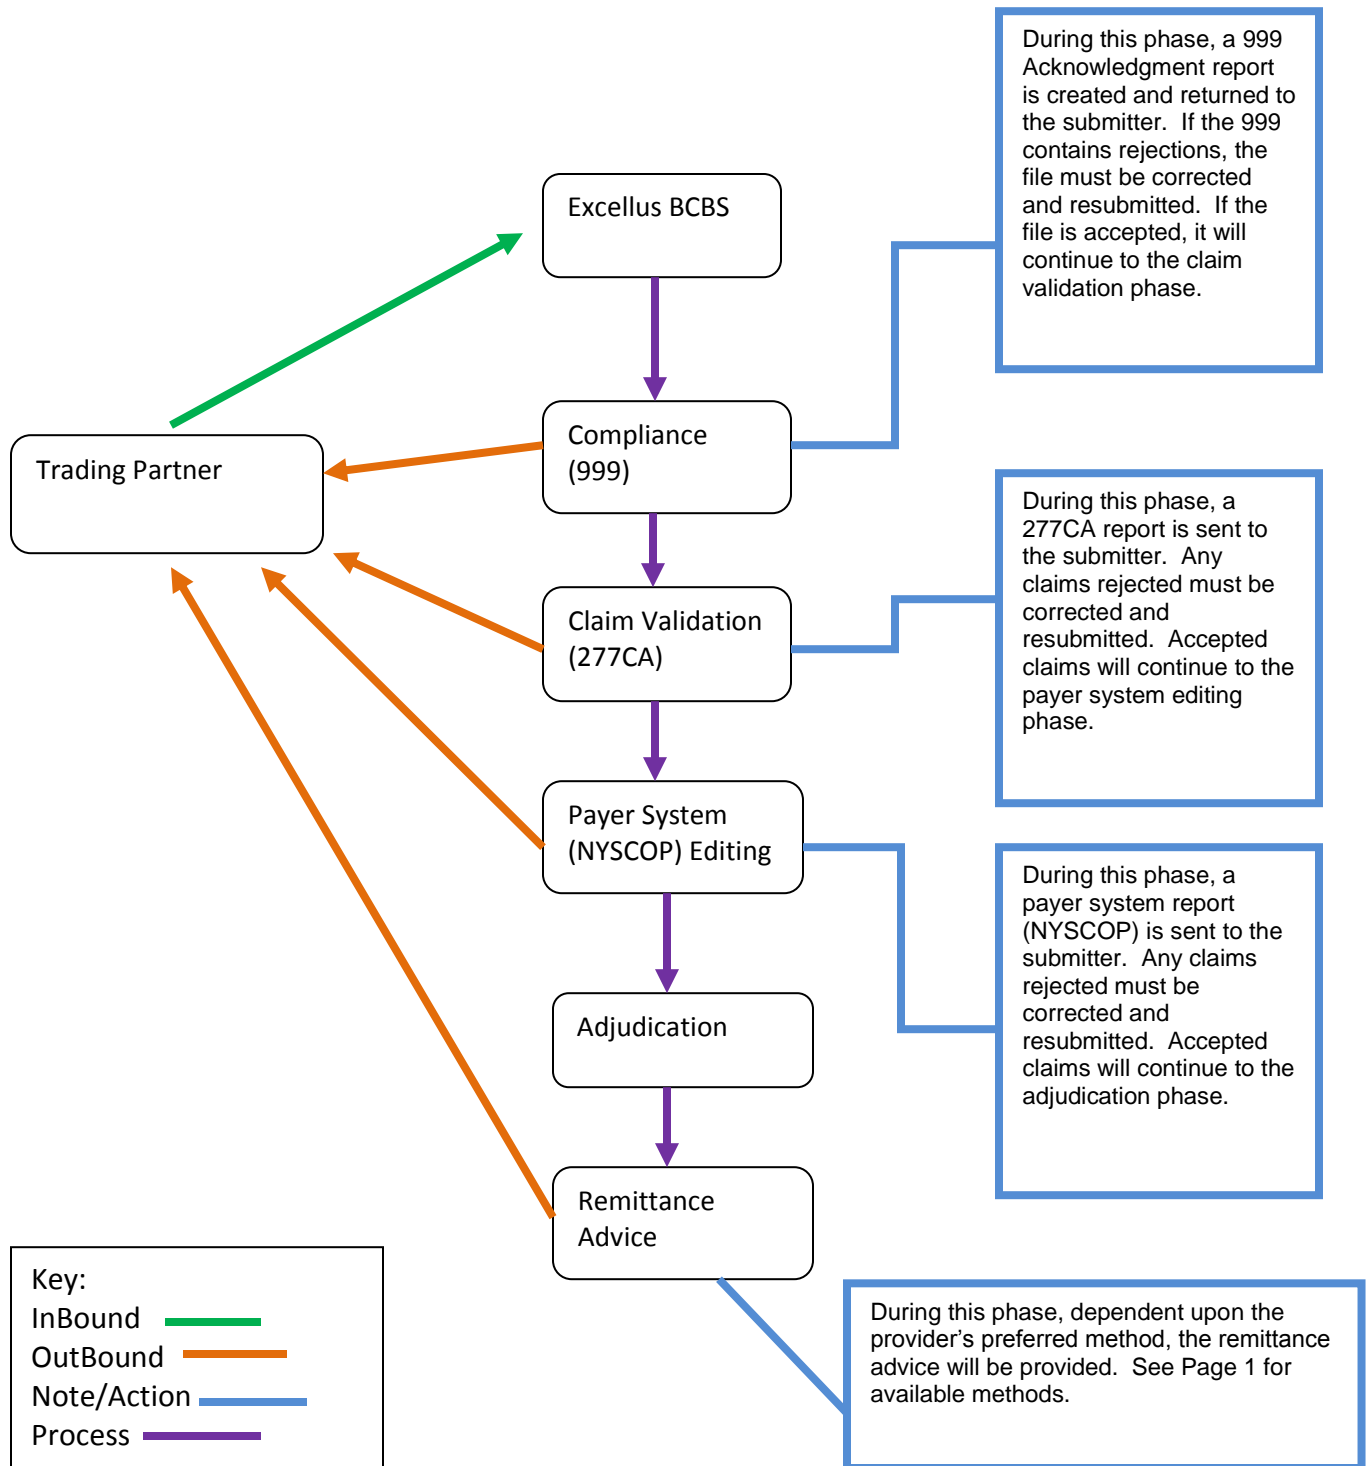 During this phase, a 999
Acknowledgment report
is created and returned to
the submitter.  If the 999
contains rejections, the
file must be corrected
and resubmitted.  If the
file is accepted, it will
continue to the claim
validation phase.
Excellus BCBS
Compliance
(999)
Trading Partner
During this phase, a
277CA report is sent to
the submitter.  Any
claims rejected must be
corrected and
resubmitted.  Accepted
claims will continue to the
payer system editing
phase.
Claim Validation
(277CA)
Payer System
(NYSCOP) Editing
During this phase, a
payer system report
(NYSCOP) is sent to the
submitter.  Any claims
rejected must be
corrected and
resubmitted.  Accepted
claims will continue to the
adjudication phase.
Adjudication
Remittance
Advice
Key:
InBound
OutBound
Note/Action
Process
During this phase, dependent upon the
provider’s preferred method, the remittance
advice will be provided.  See Page 1 for
available methods.